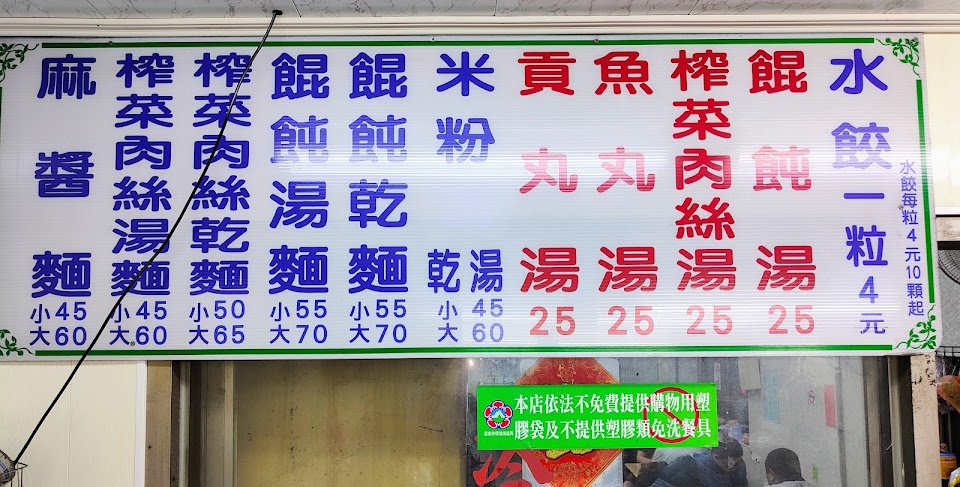 水餃一粒4元
水餃每粒4元10顆起
餛飩湯
25
榨菜肉絲湯
25
魚丸湯
25
貢丸湯
25
米粉
乾湯
小45
大60
餛飩乾麵
小55
大70
餛飩湯麵
小55
大70
榨菜肉絲乾麵
小50
大65
榨菜肉絲湯麵
小45
大60
麻醬麵
小45
大60
本店依法不免費提供購物用塑
膠袋及不提供塑膠類免洗餐具